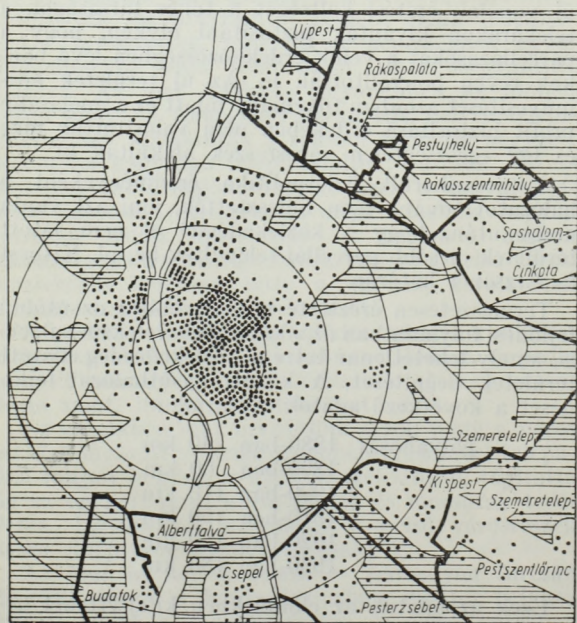 Ujpest
Rákospalota
Pestujhely
Rákosszentmihály
Sashalom
Cinkota
Szemeretelep
Kispest
Szemeretelep
Albertfalva
Csepel
Pestszentlőrinc
Budafok
Pesterzsébet